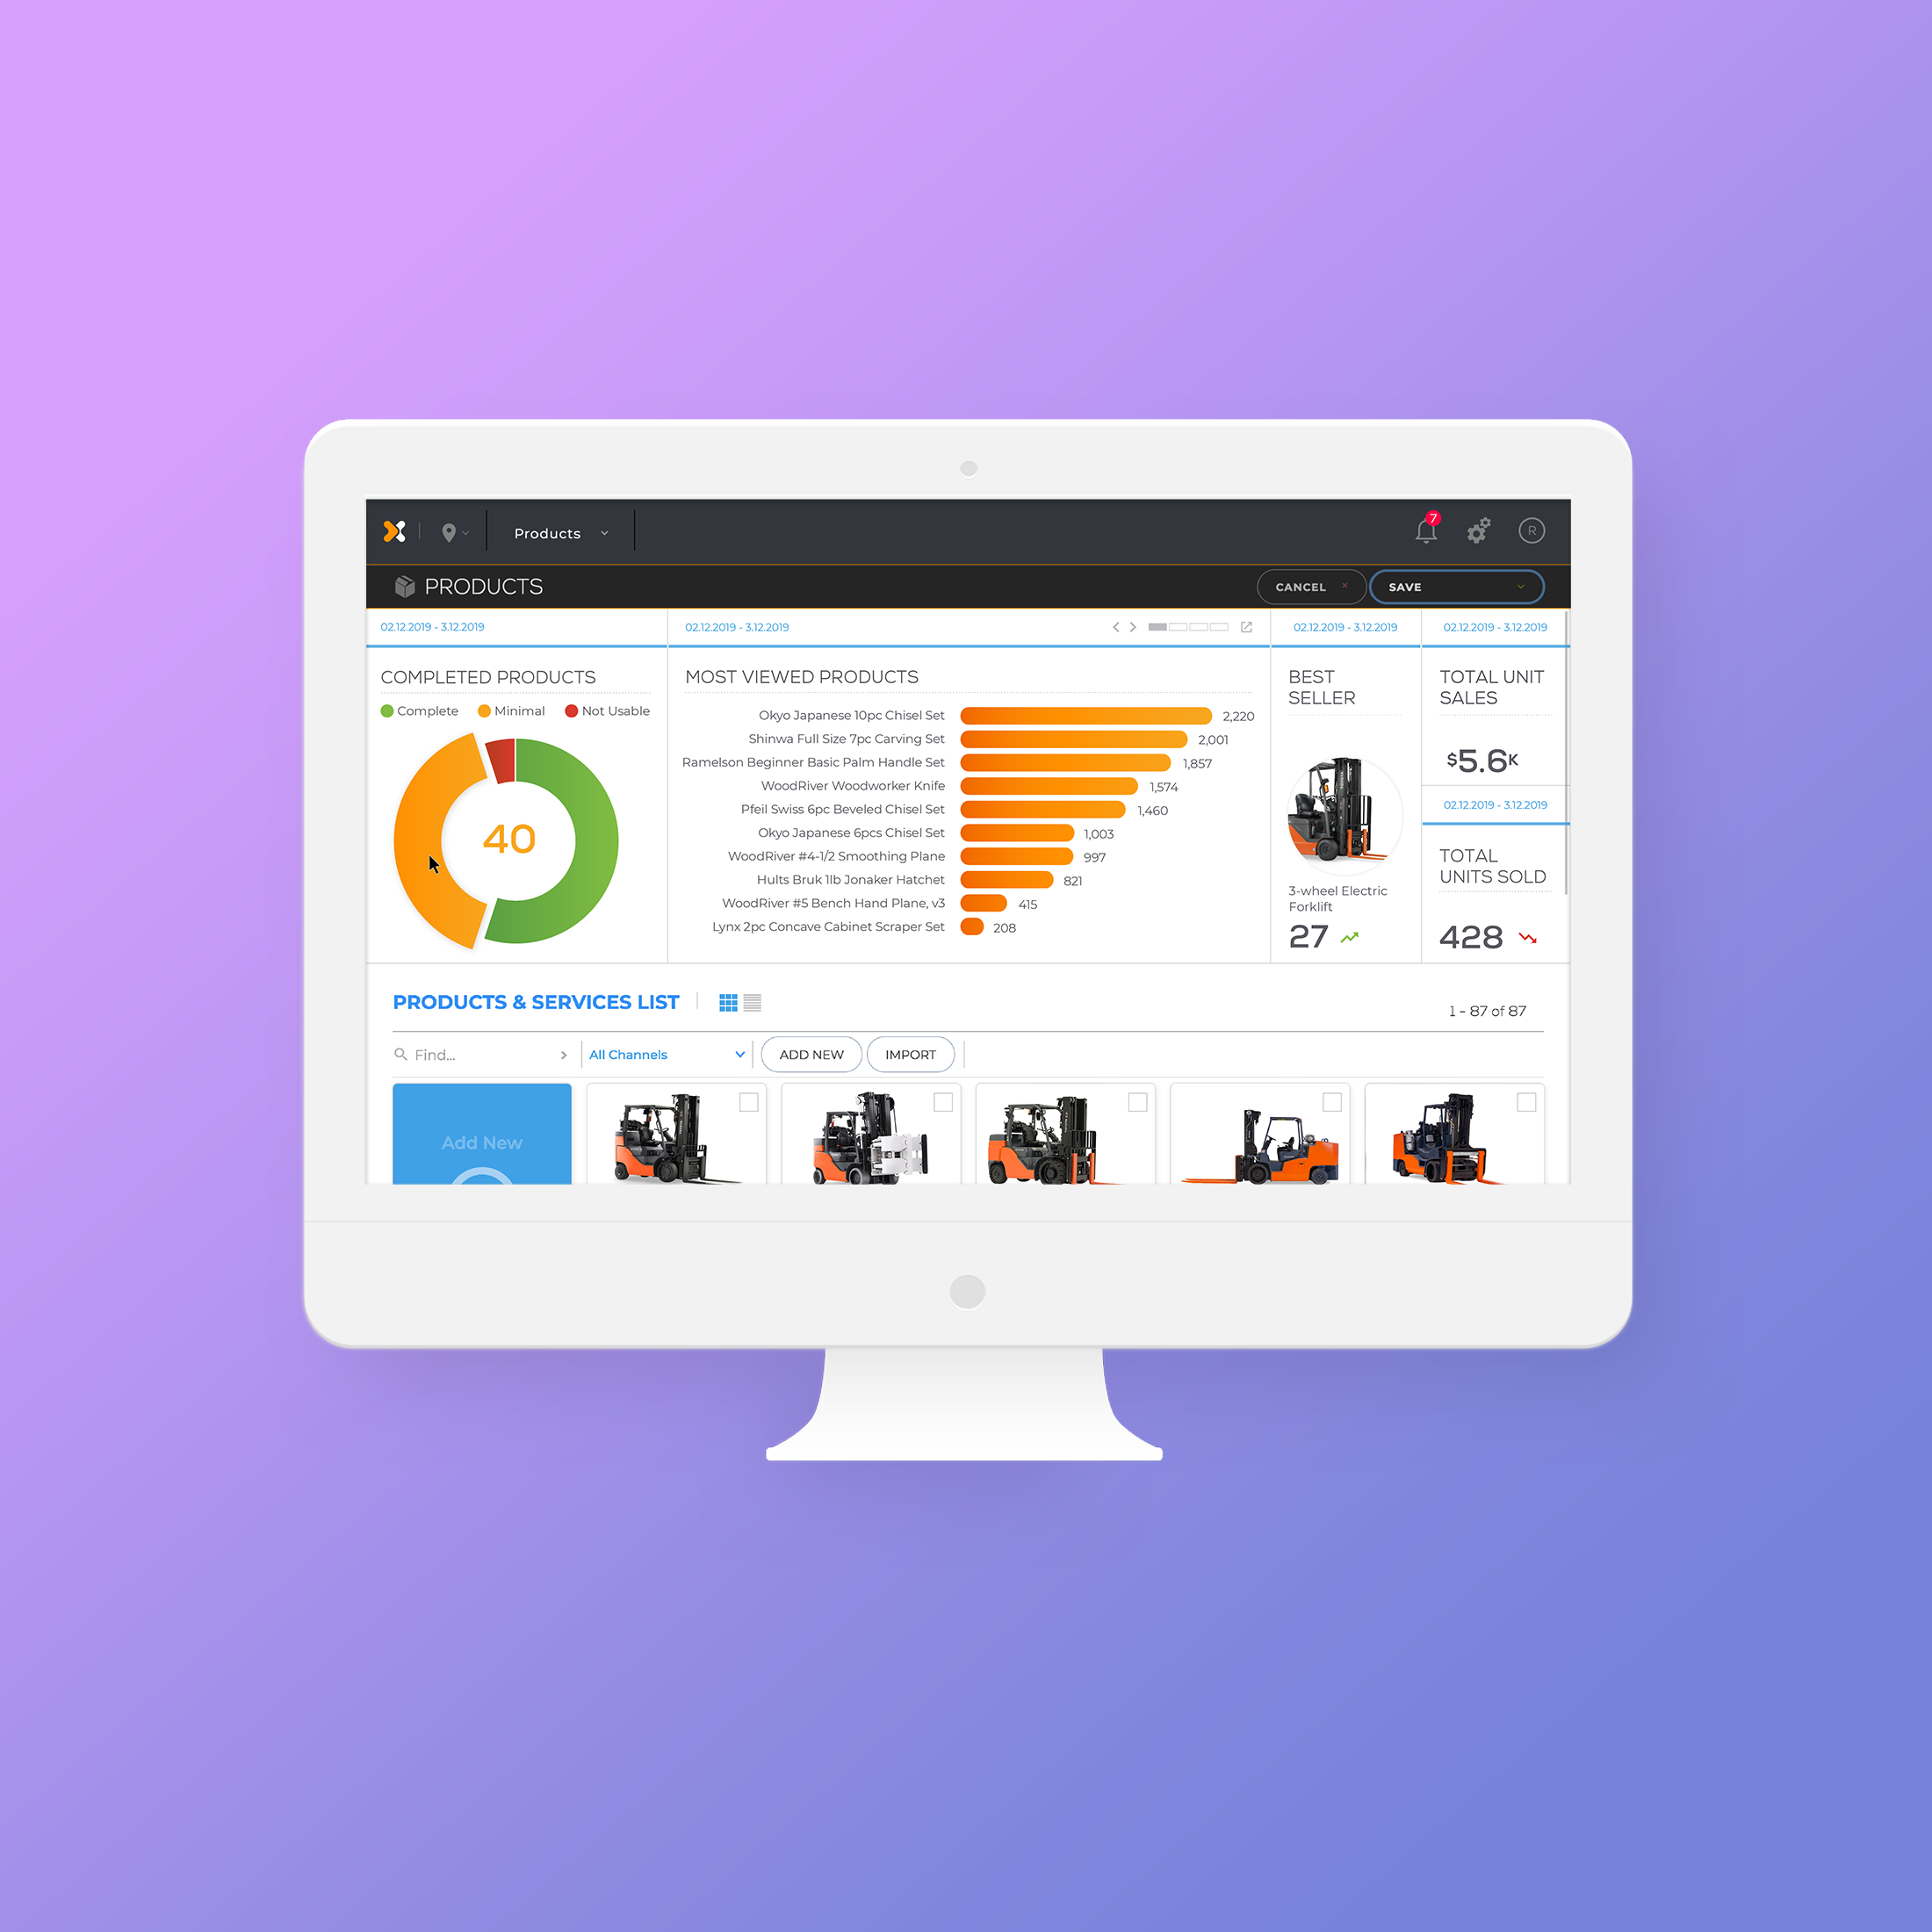 Products
7
R
PRODUCTS
CANCEL ×
SAVE
02.12.2019 - 3.12.2019
COMPLETED PRODUCTS
Complete
Minimal
Not Usable
40
02.12.2019 - 3.12.2019
MOST VIEWED PRODUCTS
Okyo Japanese 10pc Chisel Set 2,220
Shinwa Full Size 7pc Carving Set 2,001
Ramelson Beginner Basic Palm Handle Set 1,857
WoodRiver Woodworker Knife 1,574
Pfeil Swiss 6pc Beveled Chisel Set 1,460
Okyo Japanese 6pcs Chisel Set 1,003
WoodRiver #4-1/2 Smoothing Plane 997
Hults Bruk 1lb Jonaker Hatchet 821
WoodRiver #5 Bench Hand Plane, v3 415
Lynx 2pc Concave Cabinet Scraper Set 208
02.12.2019 - 3.12.2019
BEST
SELLER
3-wheel Electric
Forklift
27
02.12.2019 - 3.12.2019
TOTAL UNIT
SALES
$5.6K
02.12.2019 - 3.12.2019
TOTAL
UNITS SOLD
428
PRODUCTS & SERVICES LIST
1 - 87 of 87
Find...
All Channels
ADD NEW
IMPORT
Add New